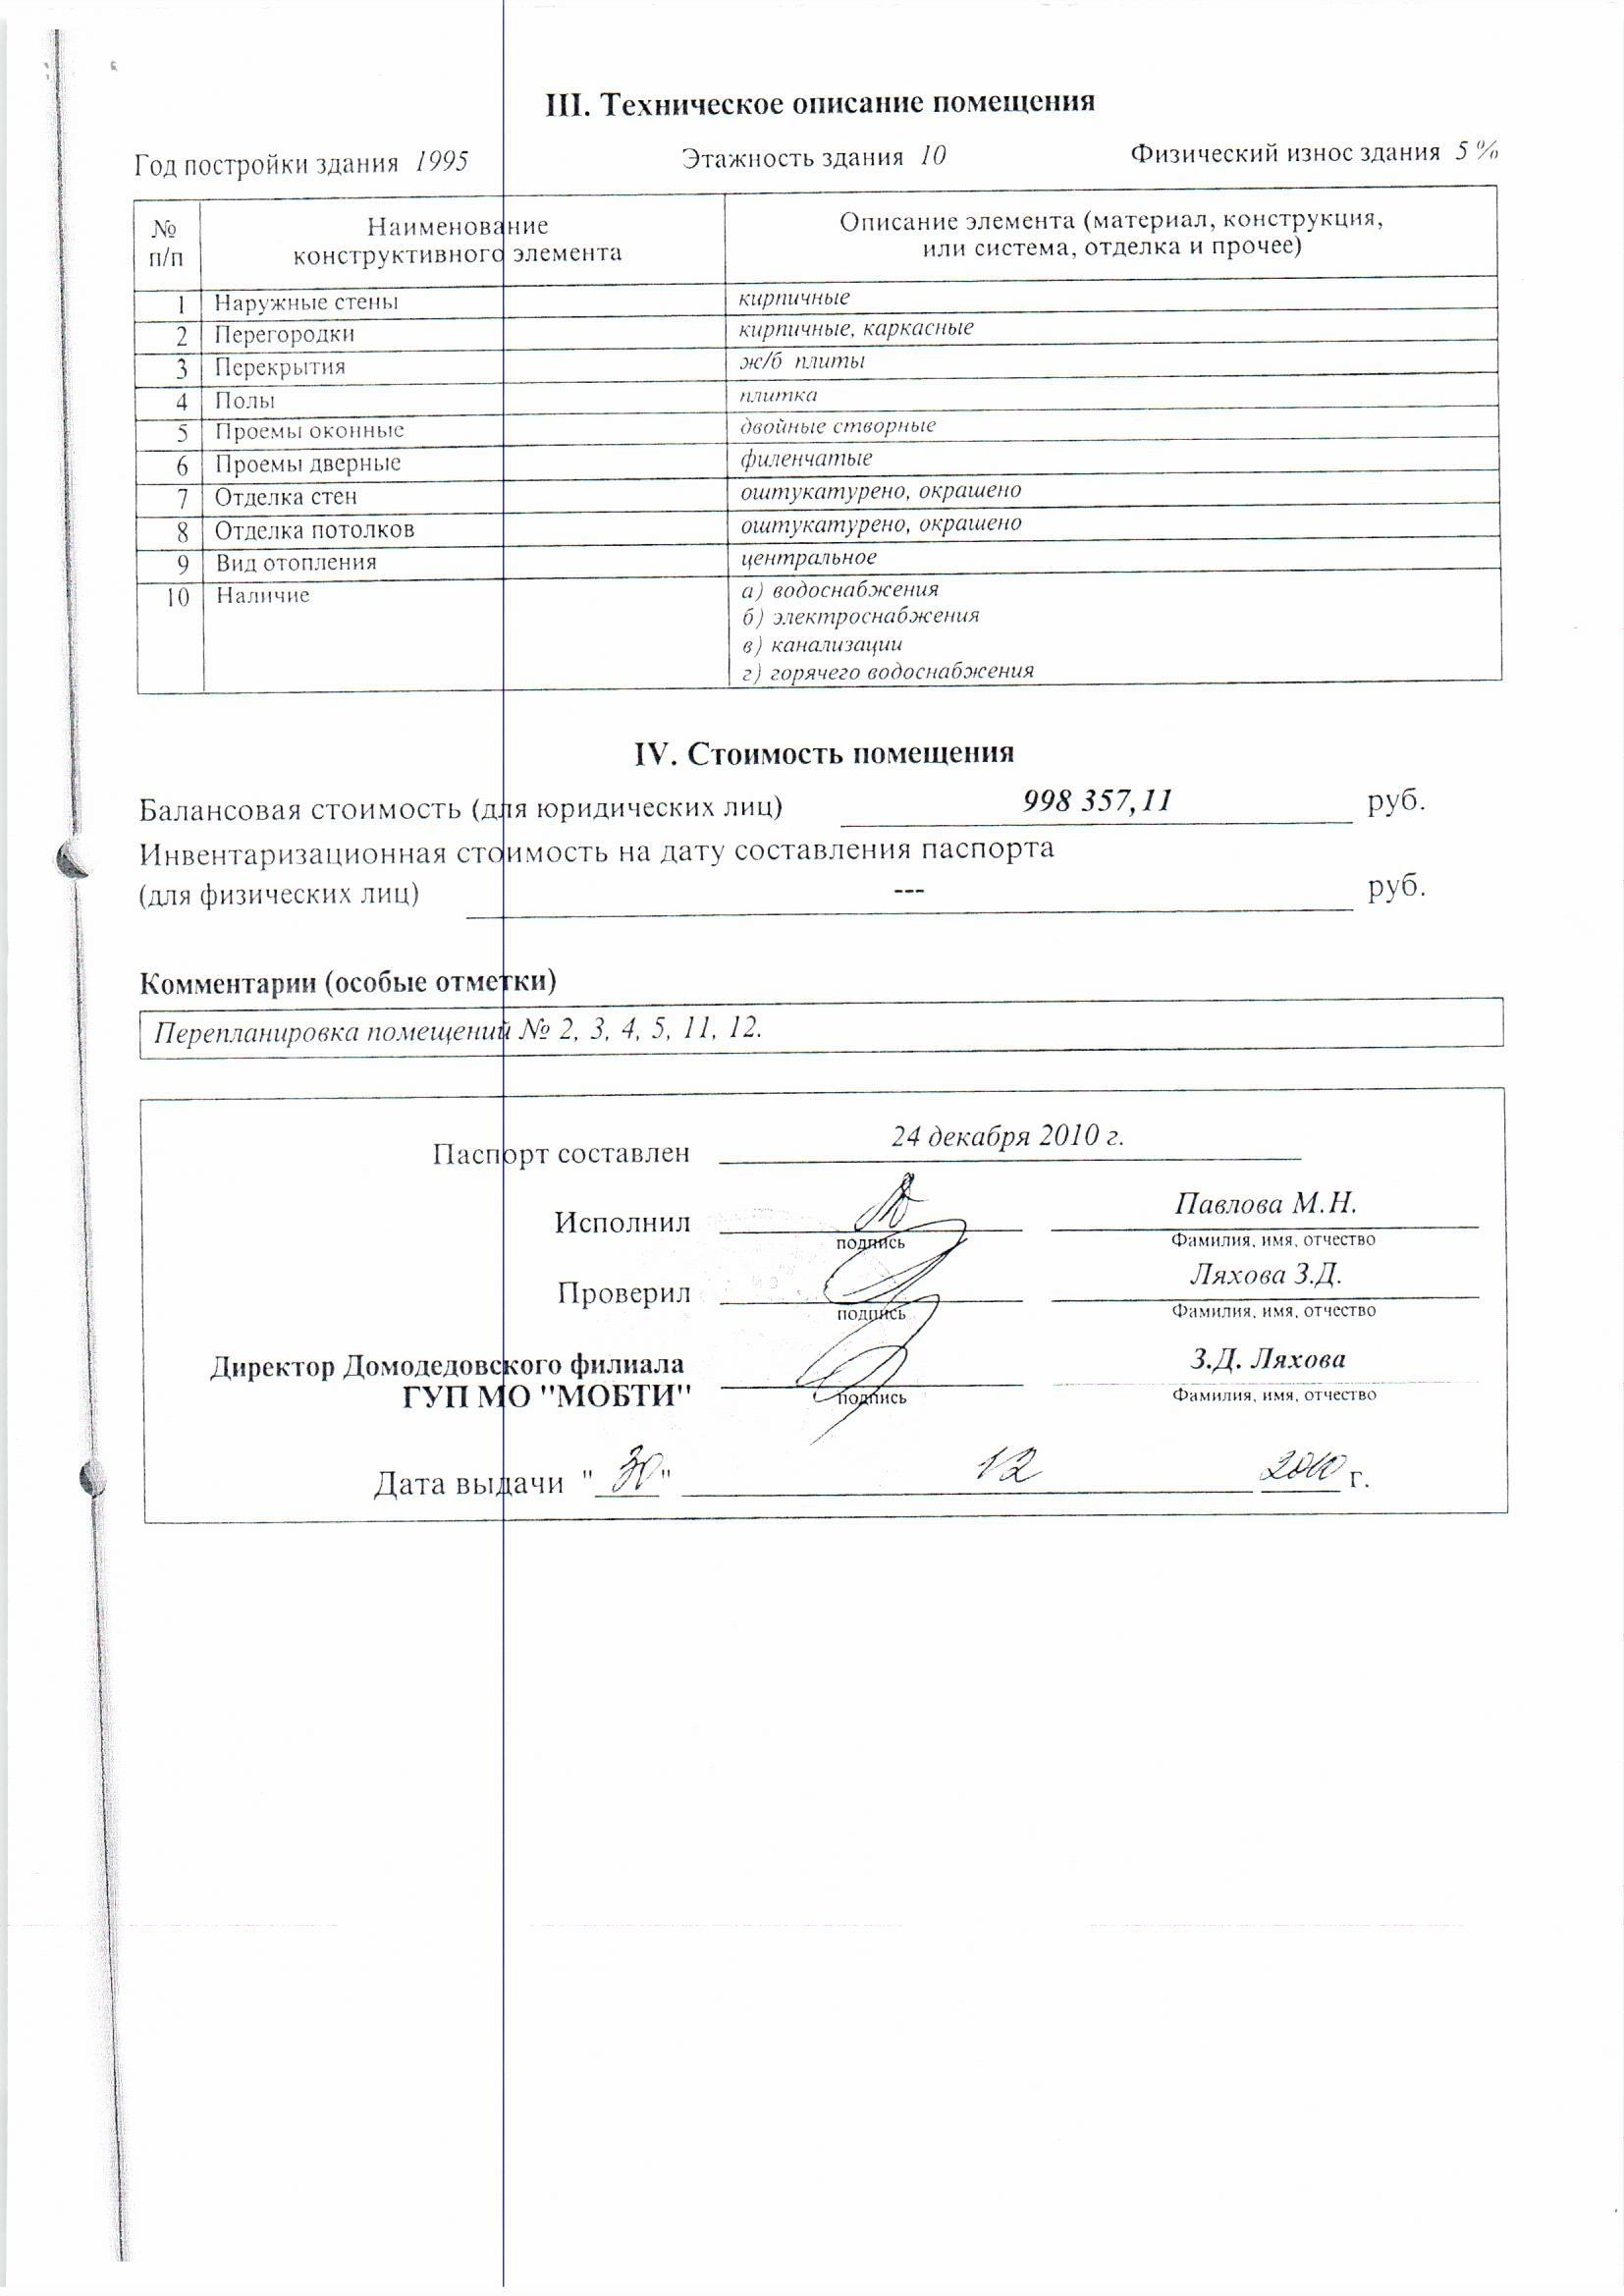 III. Техническое описание помещения
Год постройки здания 1995 Этажность здания 10 Физический износ здания 5 %
№ п/п Наименование конструктивного элемента Описание элемента (материал, конструкция, или система, отделка и прочее)
1 Наружные стены кирпичные
2 Перегородки кирпичные, каркасные
3 Перекрытия ж/б плиты
4 Полы плитка
5 Проемы оконные двойные створные
6 Проемы дверные филенчатые
7 Отделка стен оштукатурено, окрашено
8 Отделка потолков оштукатурено, окрашено
9 Вид отопления центральное
10 Наличие а) водоснабжения
б) электроснабжения
в) канализации
г) горячего водоснабжения
IV. Стоимость помещения
Балансовая стоимость (для юридических лиц) 998 357,11 руб.
Инвентаризационная стоимость на дату составления паспорта
(для физических лиц) --- руб.
Комментарии (особые отметки)
Перепланировка помещений № 2, 3, 4, 5, 11, 12.
Паспорт составлен 24 декабря 2010 г.
Исполнил Павлова М.Н.
подпись Фамилия, имя, отчество
Проверил Ляхова З.Д.
подпись Фамилия, имя, отчество
Директор Домодедовского филиала З.Д. Ляхова
ГУП МО "МОБТИ" подпись Фамилия, имя, отчество
Дата выдачи "30" 12 2010 г.